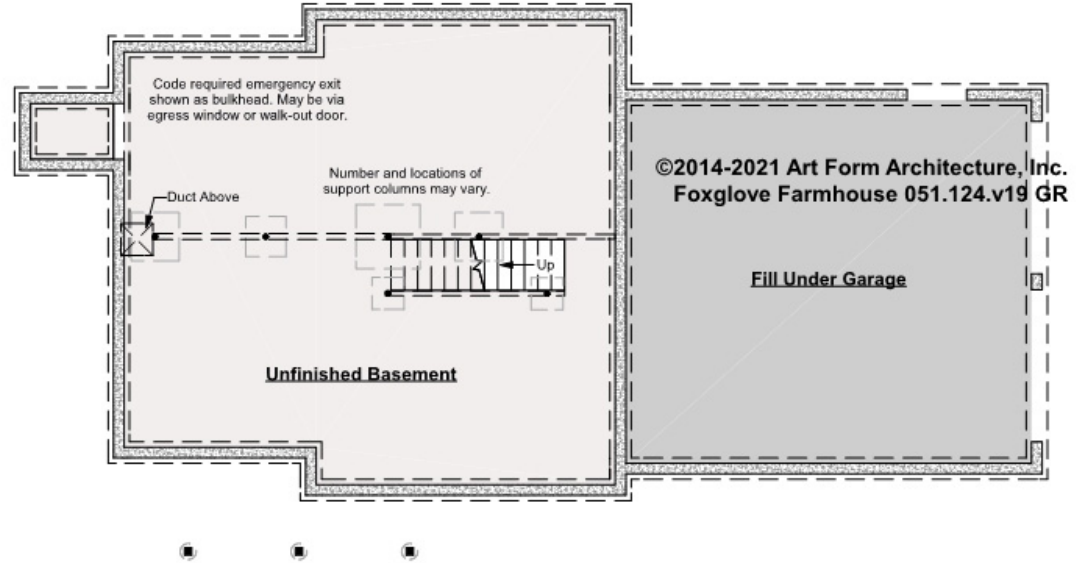 Code required emergency exit
shown as bulkhead. May be via
egress window or walk-out door.
Number and locations of
support columns may vary.
©2014-2021 Art Form Architecture, Inc.
Foxglove Farmhouse 051.124.v19 GR
Duct Above
Up
Fill Under Garage
Unfinished Basement